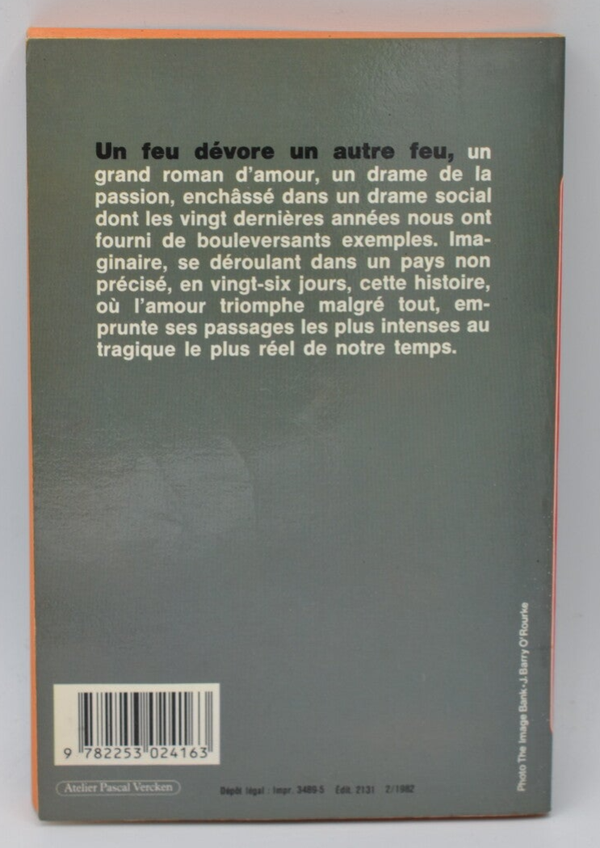 Un feu dévore un autre feu, un
grand roman d'amour, un drame de la
passion, enchâssé dans un drame social
dont les vingt dernières années nous ont
fourni de bouleversants exemples. Ima-
ginaire, se déroulant dans un pays non
précisé, en vingt-six jours, cette histoire,
où l'amour triomphe malgré tout, em-
prunte ses passages les plus intenses au
tragique le plus réel de notre temps.
Photo The Image Bank - J. Barry O'Rourke
9 782253 024163
Atelier Pascal Vercken
Dépôt légal : Impr. 3489-5 Édit. 2131 2/1982